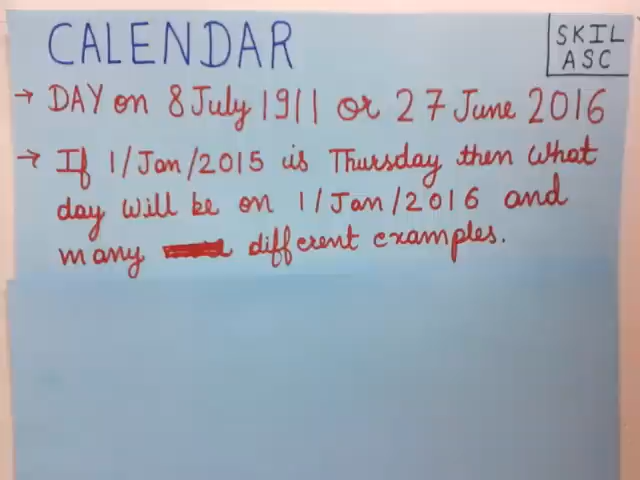 CALENDAR
SKIL
ASC
→ DAY on 8 July 1911 or 27 June 2016
→ If 1/Jan/2015 is Thursday then what
day will be on 1/Jan/2016 and
many different examples.